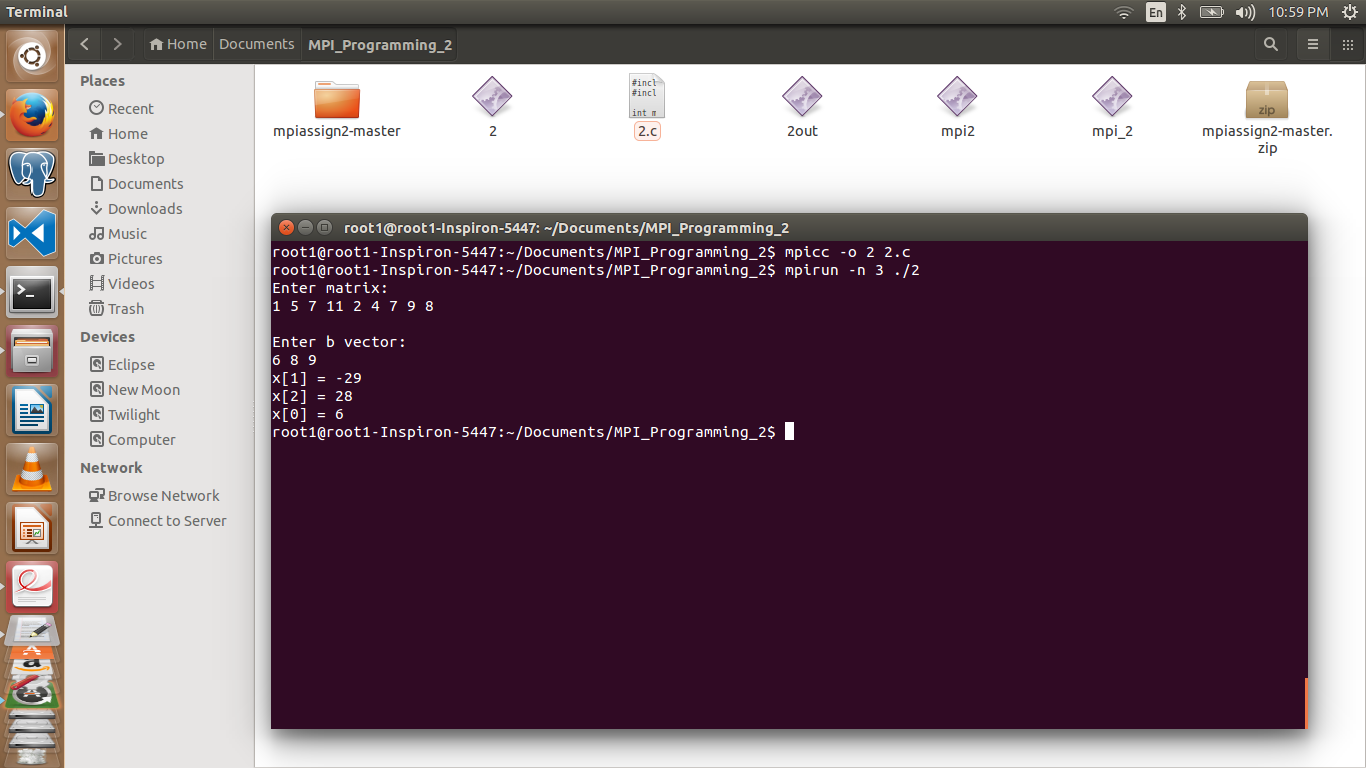 Terminal
En
10:59 PM
Home
Documents
MPI_Programming_2
Places
Recent
Home
Desktop
Documents
Downloads
Music
Pictures
Videos
Trash
Devices
Eclipse
New Moon
Twilight
Computer
Network
Browse Network
Connect to Server
#incl
#incl
int m
zip
mpiassign2-master
2
2.c
2out
mpi2
mpi_2
mpiassign2-master.
zip
root1@root1-Inspiron-5447: ~/Documents/MPI_Programming_2
root1@root1-Inspiron-5447:~/Documents/MPI_Programming_2$ mpicc -o 2 2.c
root1@root1-Inspiron-5447:~/Documents/MPI_Programming_2$ mpirun -n 3 ./2
Enter matrix:
1 5 7 11 2 4 7 9 8
Enter b vector:
6 8 9
x[1] = -29
x[2] = 28
x[0] = 6
root1@root1-Inspiron-5447:~/Documents/MPI_Programming_2$
>_
a